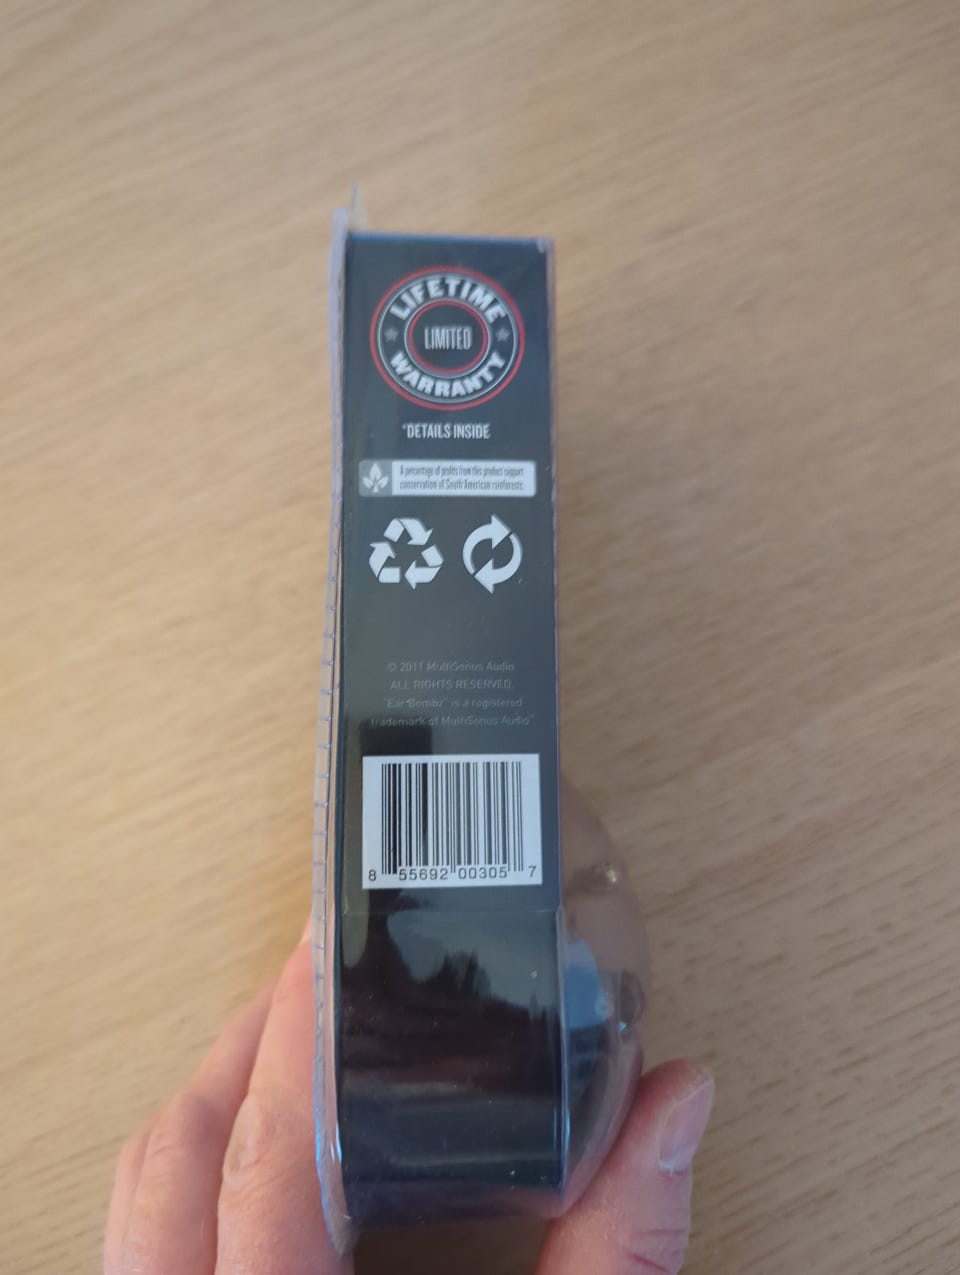 LIFETIME
LIMITED
WARRANTY
*DETAILS INSIDE
A percentage of profits from this product support
conservation of South American rainforests.
© 2011 MultiSonus Audio
ALL RIGHTS RESERVED.
"Ear Bombz" is a registered
trademark of MultiSonus Audio™
8 55692 00305 7